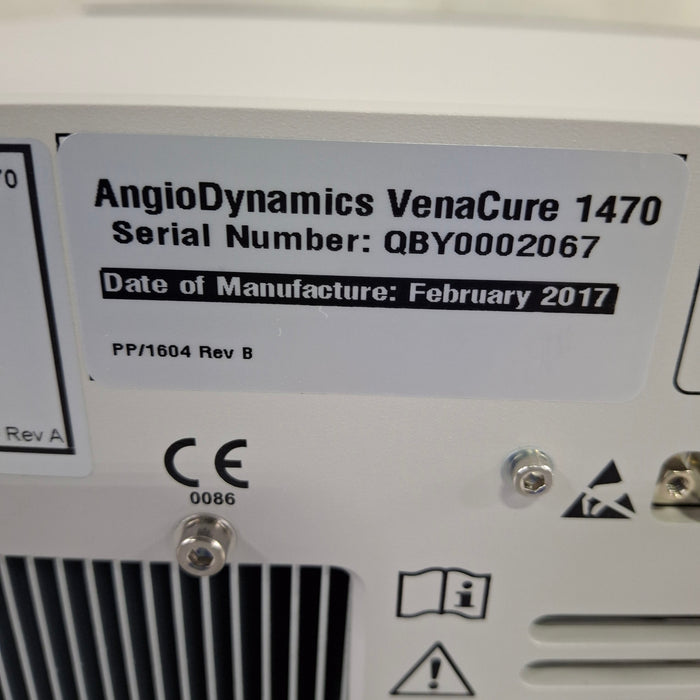 AngioDynamics VenaCure 1470
Serial Number: QBY0002067
Date of Manufacture: February 2017
PP/1604 Rev B
Rev A
CE
0086